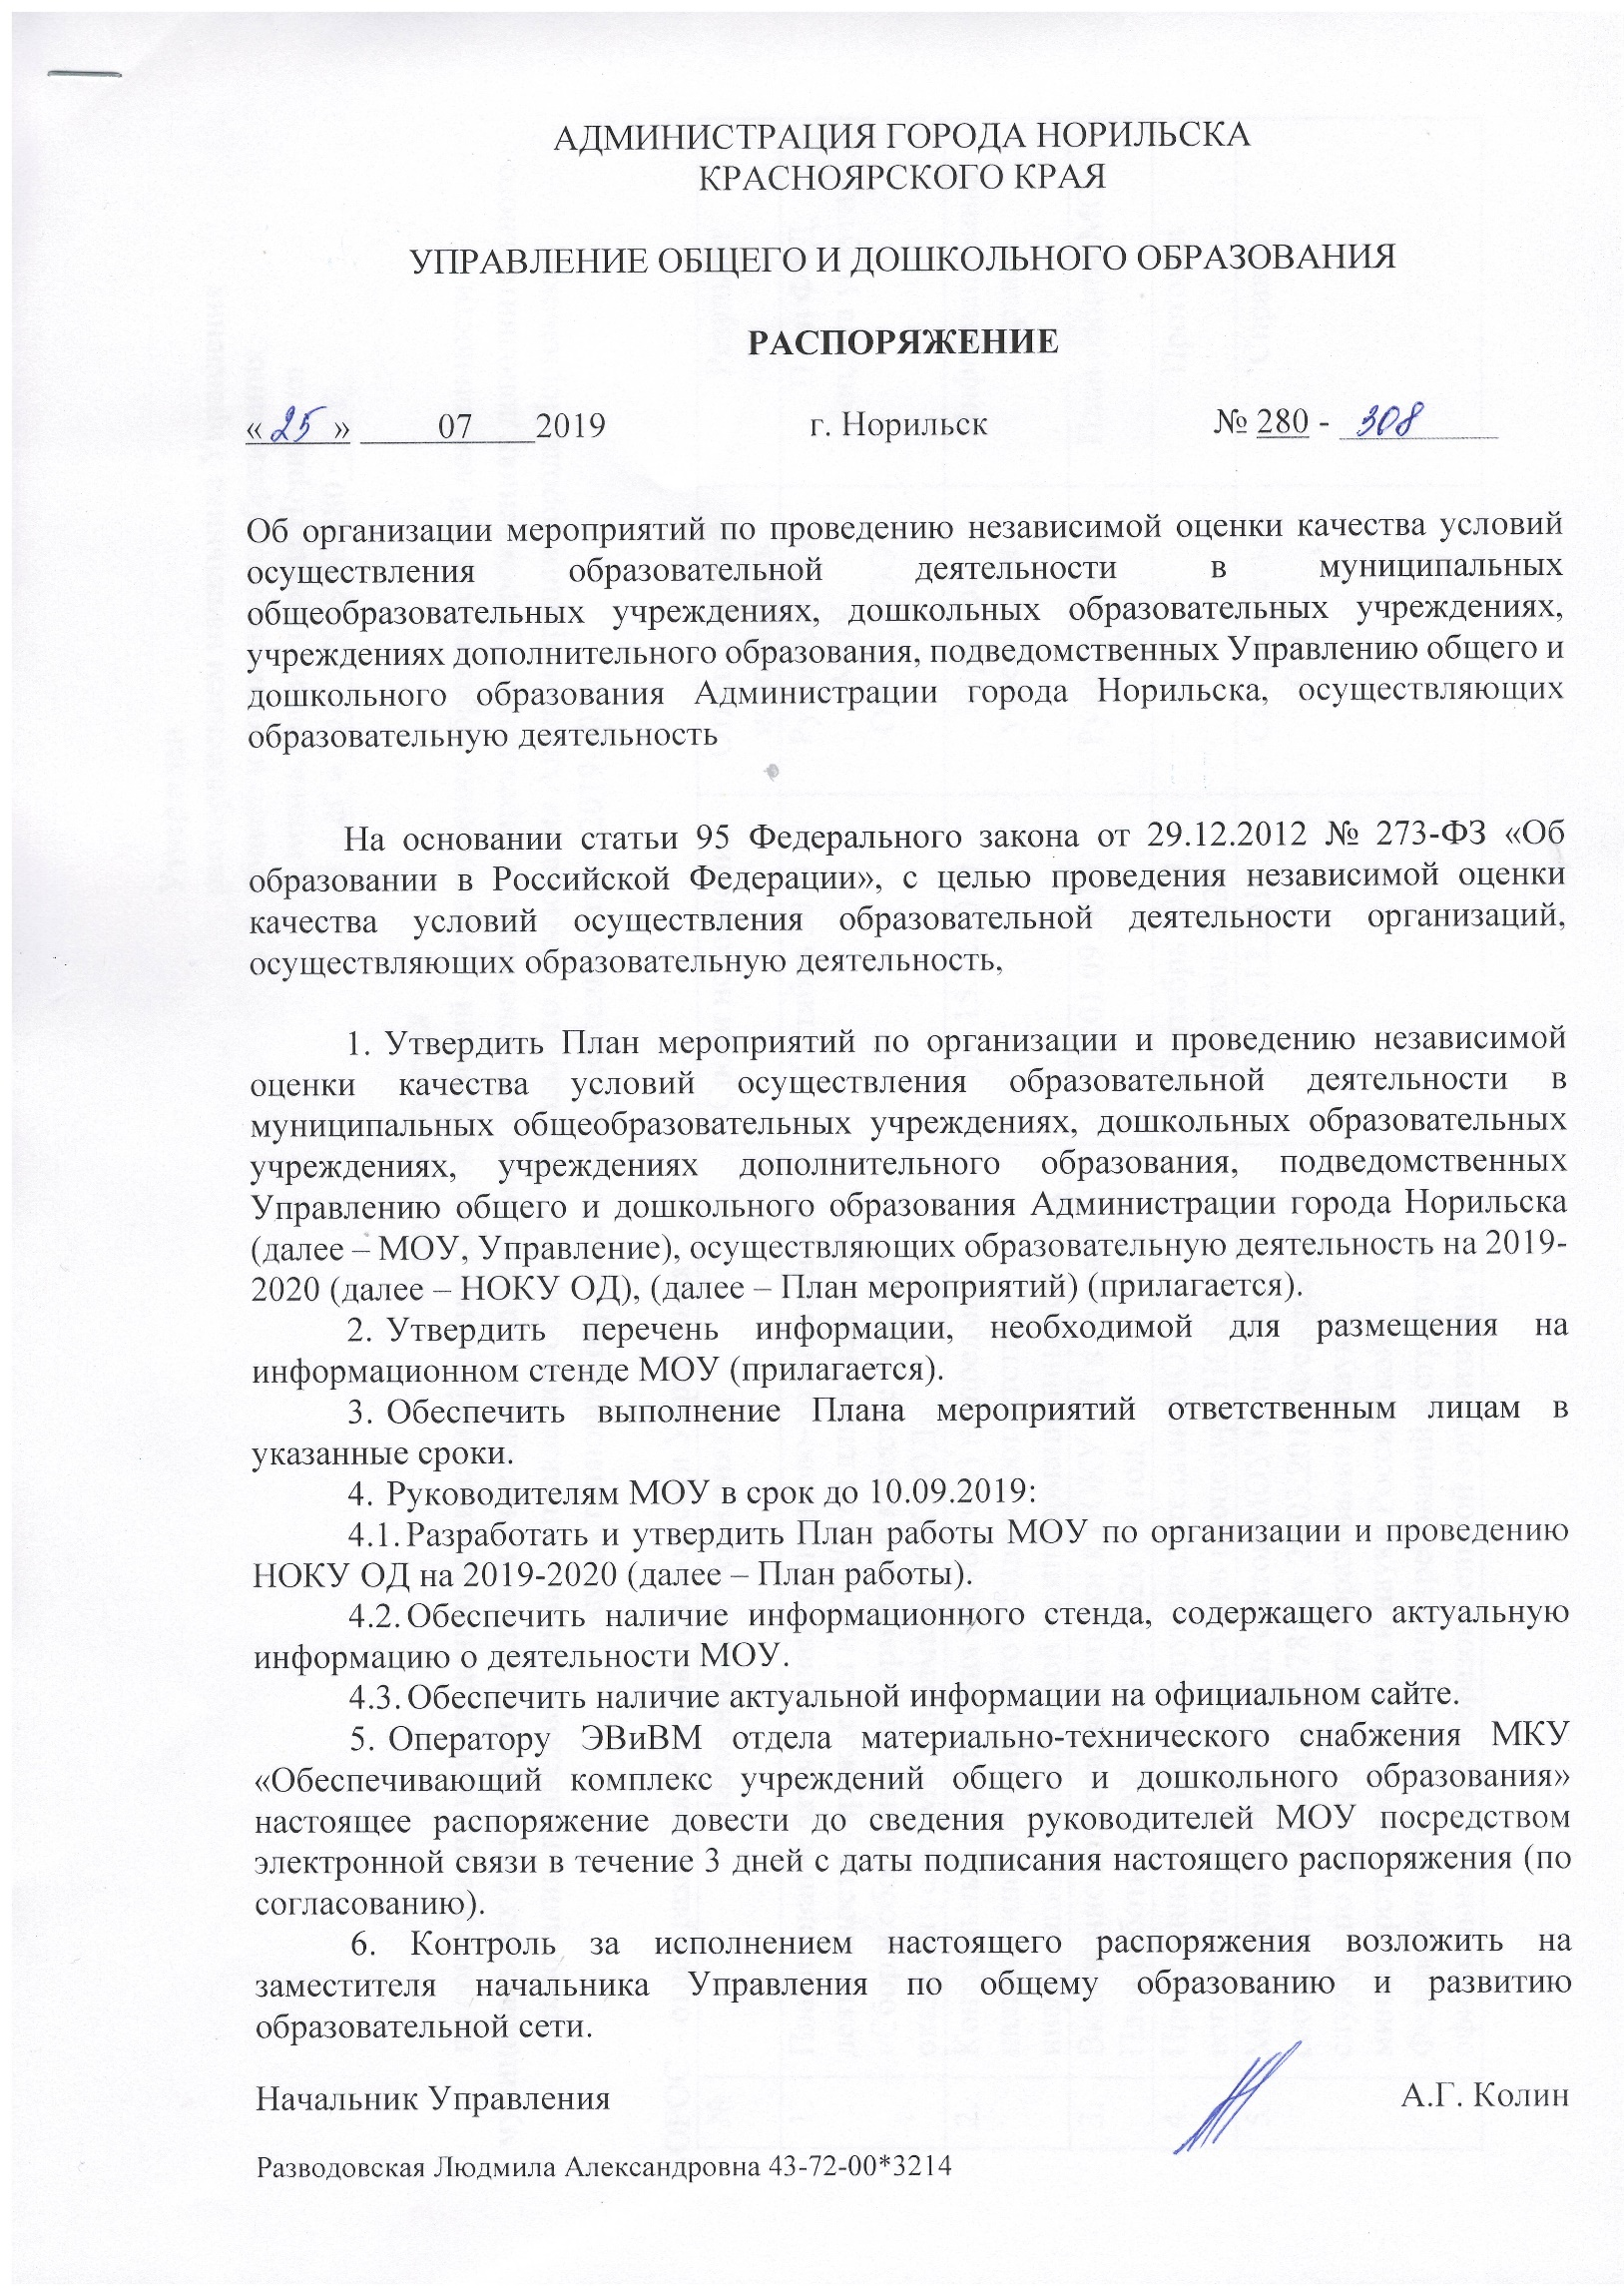 АДМИНИСТРАЦИЯ ГОРОДА НОРИЛЬСКА
КРАСНОЯРСКОГО КРАЯ
УПРАВЛЕНИЕ ОБЩЕГО И ДОШКОЛЬНОГО ОБРАЗОВАНИЯ
РАСПОРЯЖЕНИЕ
«25» 07 2019 г. Норильск № 280 - 308
Об организации мероприятий по проведению независимой оценки качества условий
осуществления образовательной деятельности в муниципальных
общеобразовательных учреждениях, дошкольных образовательных учреждениях,
учреждениях дополнительного образования, подведомственных Управлению общего и
дошкольного образования Администрации города Норильска, осуществляющих
образовательную деятельность
На основании статьи 95 Федерального закона от 29.12.2012 № 273-ФЗ «Об
образовании в Российской Федерации», с целью проведения независимой оценки
качества условий осуществления образовательной деятельности организаций,
осуществляющих образовательную деятельность,
1. Утвердить План мероприятий по организации и проведению независимой
оценки качества условий осуществления образовательной деятельности в
муниципальных общеобразовательных учреждениях, дошкольных образовательных
учреждениях, учреждениях дополнительного образования, подведомственных
Управлению общего и дошкольного образования Администрации города Норильска
(далее – МОУ, Управление), осуществляющих образовательную деятельность на 2019-
2020 (далее – НОКУ ОД), (далее – План мероприятий) (прилагается).
2. Утвердить перечень информации, необходимой для размещения на
информационном стенде МОУ (прилагается).
3. Обеспечить выполнение Плана мероприятий ответственным лицам в
указанные сроки.
4. Руководителям МОУ в срок до 10.09.2019:
4.1. Разработать и утвердить План работы МОУ по организации и проведению
НОКУ ОД на 2019-2020 (далее – План работы).
4.2. Обеспечить наличие информационного стенда, содержащего актуальную
информацию о деятельности МОУ.
4.3. Обеспечить наличие актуальной информации на официальном сайте.
5. Оператору ЭВиВМ отдела материально-технического снабжения МКУ
«Обеспечивающий комплекс учреждений общего и дошкольного образования»
настоящее распоряжение довести до сведения руководителей МОУ посредством
электронной связи в течение 3 дней с даты подписания настоящего распоряжения (по
согласованию).
6. Контроль за исполнением настоящего распоряжения возложить на
заместителя начальника Управления по общему образованию и развитию
образовательной сети.
Начальник Управления А.Г. Колин
Разводовская Людмила Александровна 43-72-00*3214